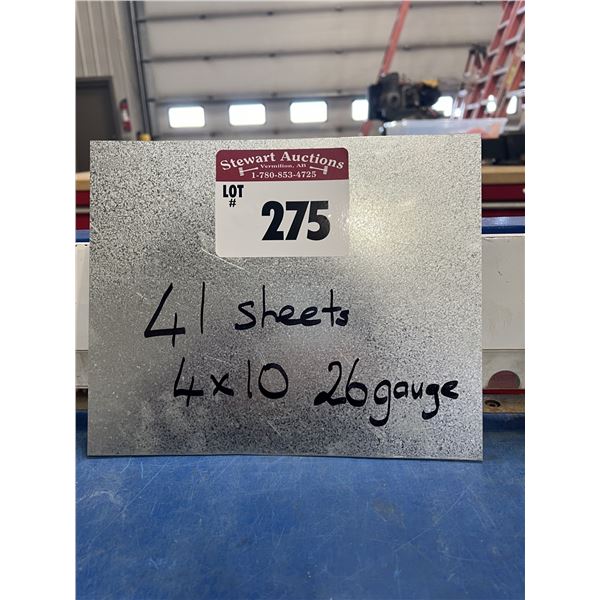 Stewart Auctions
Vermilion, AB
1-780-853-4725
LOT
# 275
41 sheets
4x10 26gauge